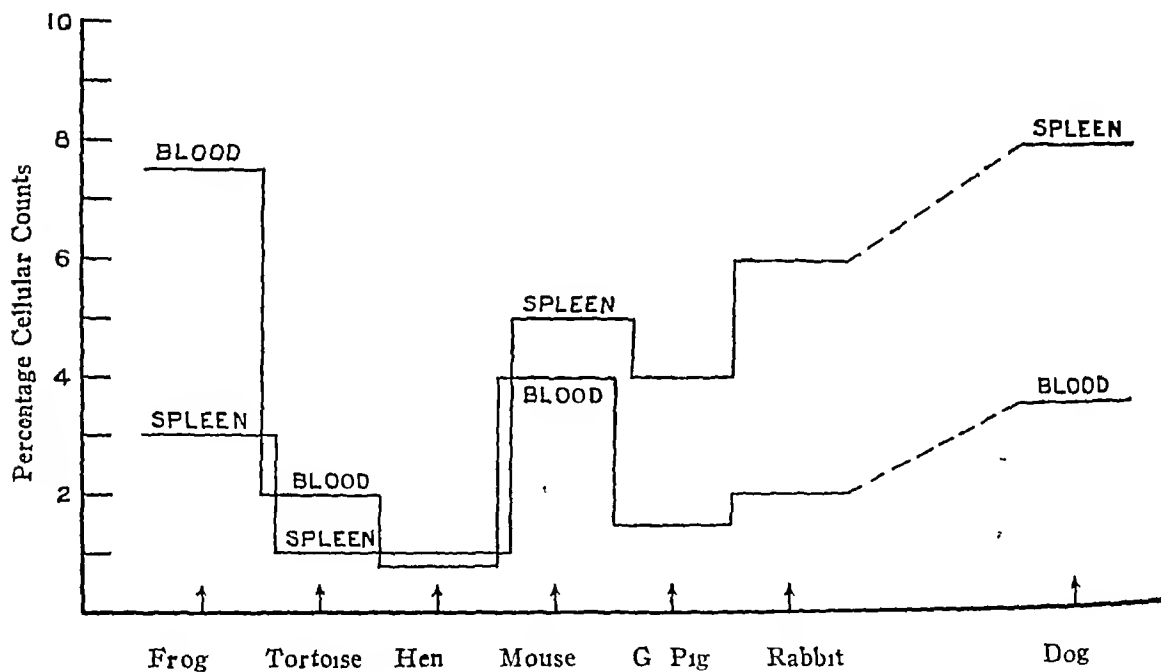 10
8
6
4
2
Percentage Cellular Counts
BLOOD
SPLEEN
BLOOD
SPLEEN
SPLEEN
BLOOD
SPLEEN
BLOOD
Frog Tortoise Hen Mouse G Pig Rabbit Dog